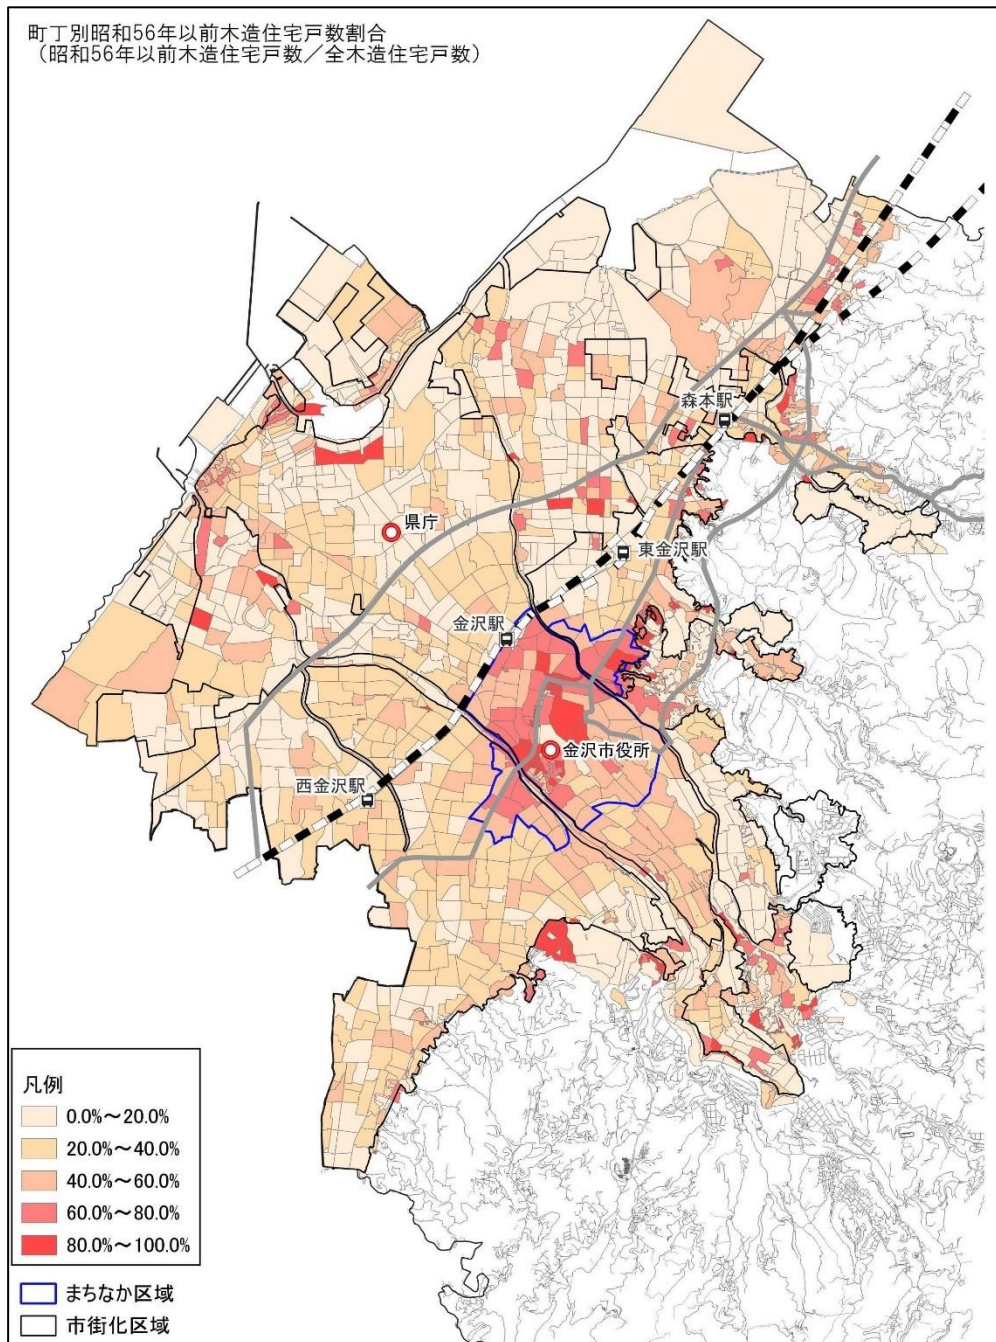 町丁別昭和56年以前木造住宅戸数割合
（昭和56年以前木造住宅戸数／全木造住宅戸数）
森本駅
県庁
東金沢駅
金沢駅
金沢市役所
西金沢駅
凡例
0.0%～20.0%
20.0%～40.0%
40.0%～60.0%
60.0%～80.0%
80.0%～100.0%
まちなか区域
市街化区域